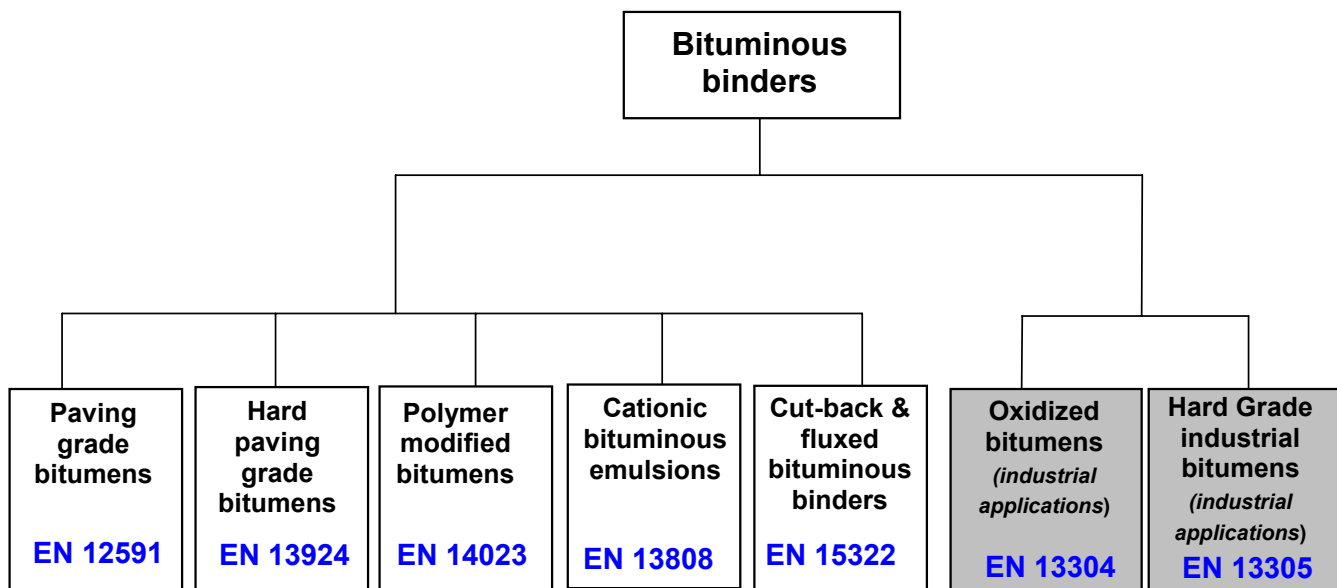 Bituminous
binders
Paving
grade
bitumens
EN 12591
Hard
paving
grade
bitumens
EN 13924
Polymer
modified
bitumens
EN 14023
Cationic
bituminous
emulsions
EN 13808
Cut-back &
fluxed
bituminous
binders
EN 15322
Oxidized
bitumens
(industrial
applications)
EN 13304
Hard Grade
industrial
bitumens
(industrial
applications)
EN 13305